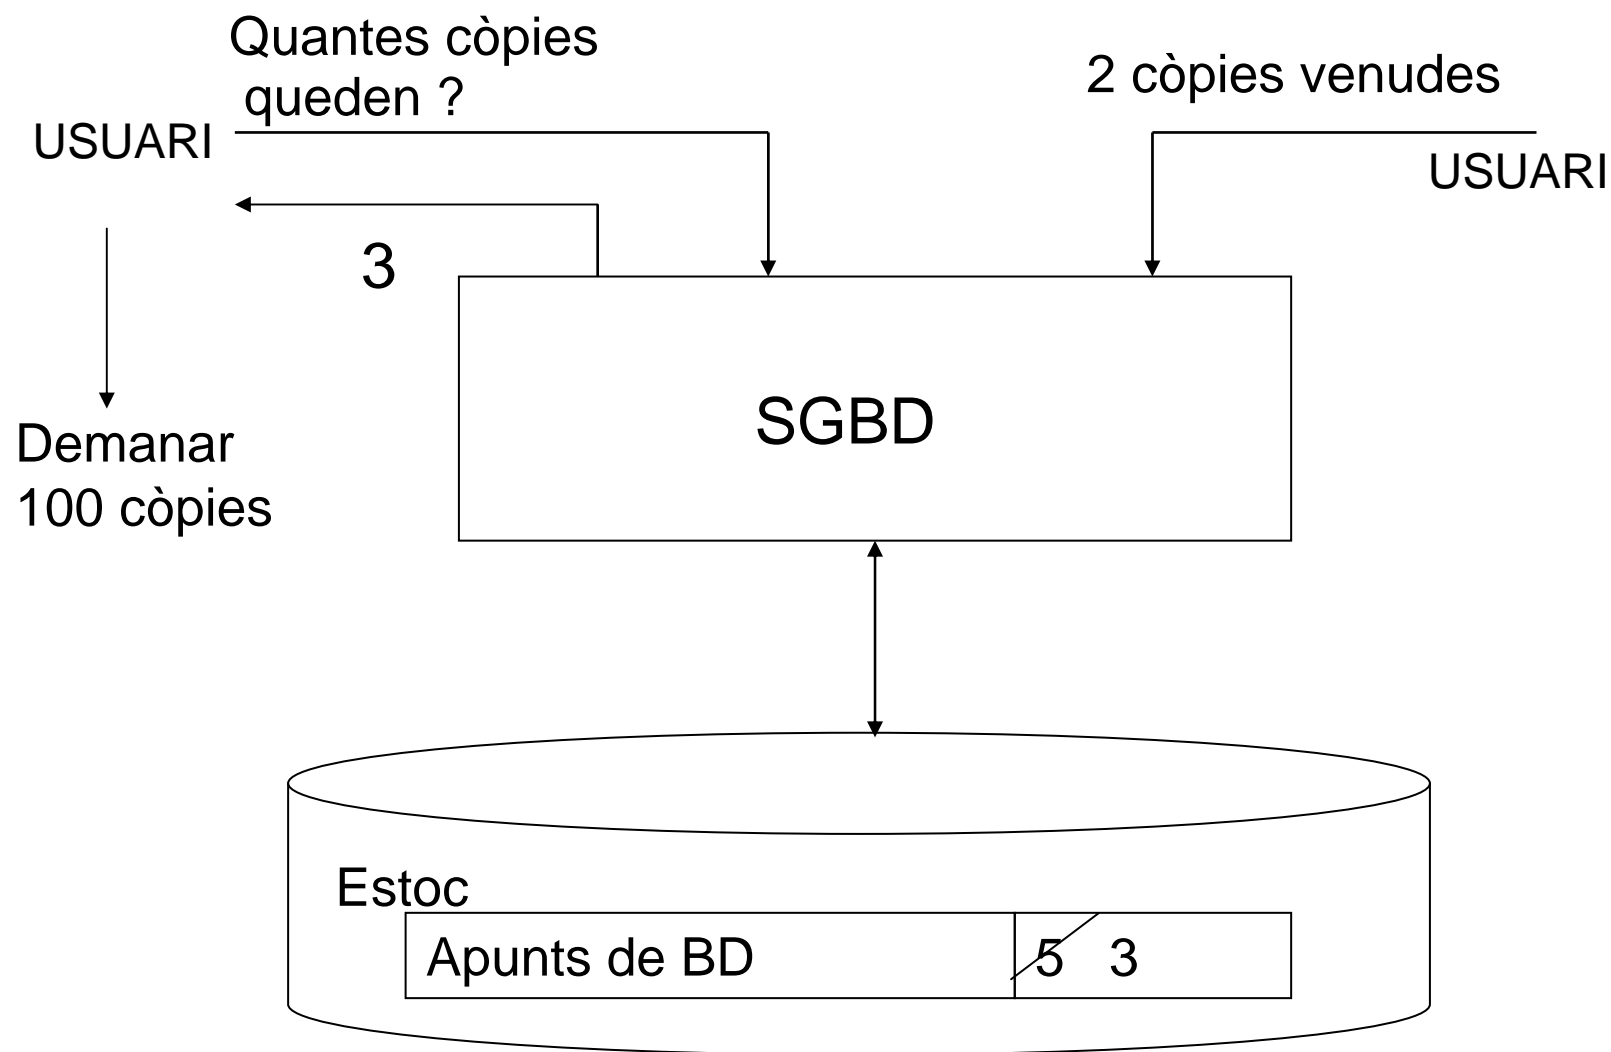 Quantes còpies
queden ?
2 còpies venudes
USUARI
USUARI
3
SGBD
Demanar
100 còpies
Estoc
Apunts de BD 5 3